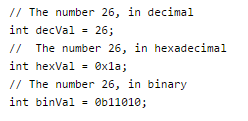 // The number 26, in decimal
int decVal = 26;
//  The number 26, in hexadecimal
int hexVal = 0x1a;
// The number 26, in binary
int binVal = 0b11010;